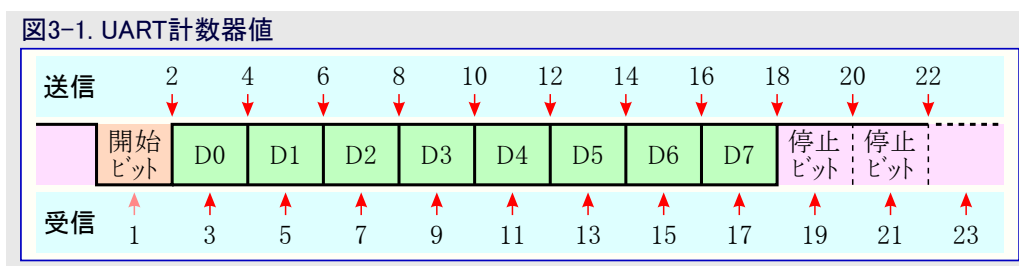 図3-1. UART計数器値
送信 2 4 6 8 10 12 14 16 18 20 22
開始ビット D0 D1 D2 D3 D4 D5 D6 D7 停止ビット 停止ビット
受信 1 3 5 7 9 11 13 15 17 19 21 23